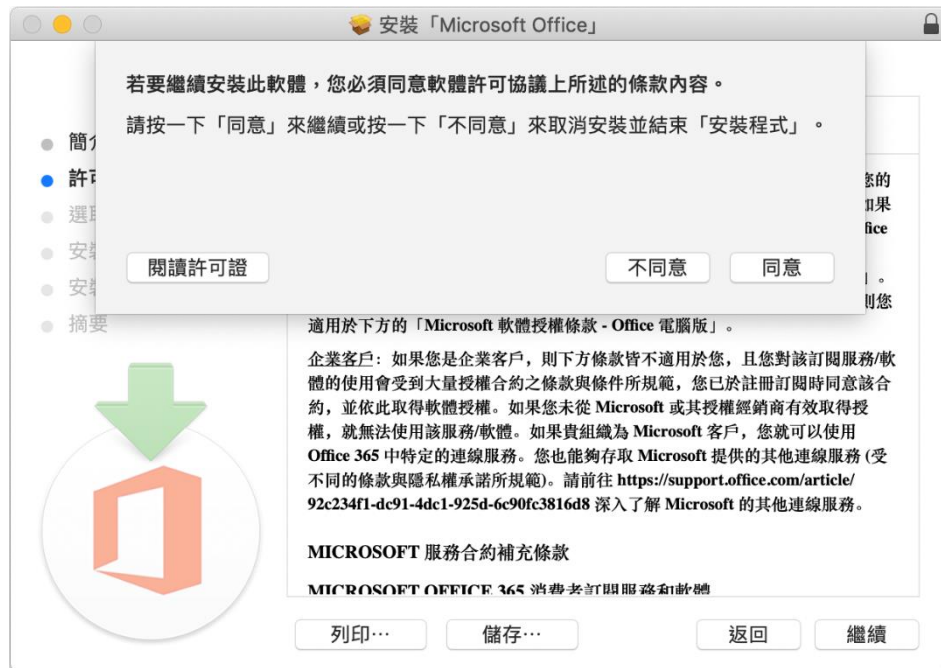 安裝「Microsoft Office」
若要繼續安裝此軟體，您必須同意軟體許可協議上所述的條款內容。
請按一下「同意」來繼續或按一下「不同意」來取消安裝並結束「安裝程式」。
閱讀許可證
不同意
同意
簡
許
選
安
安
摘要
您的
如果
ffice
」。
則您
適用於下方的「Microsoft 軟體授權條款 - Office 電腦版」。
企業客戶：如果您是企業客戶，則下方條款皆不適用於您，且您對該訂閱服務/軟
體的使用會受到大量授權合約之條款與條件所規範，您已於註冊訂閱時同意該合
約，並依此取得軟體授權。如果您未從 Microsoft 或其授權經銷商有效取得授
權，就無法使用該服務/軟體。如果貴組織為 Microsoft 客戶，您就可以使用
Office 365 中特定的連線服務。您也能夠存取 Microsoft 提供的其他連線服務 (受
不同的條款與隱私權承諾所規範)。請前往 https://support.office.com/article/
92c234f1-dc91-4dc1-925d-6c90fc3816d8 深入了解 Microsoft 的其他連線服務。
MICROSOFT 服務合約補充條款
MICROSOFT OFFICE 365 消費者訂閱服務和軟體
列印…
儲存…
返回
繼續